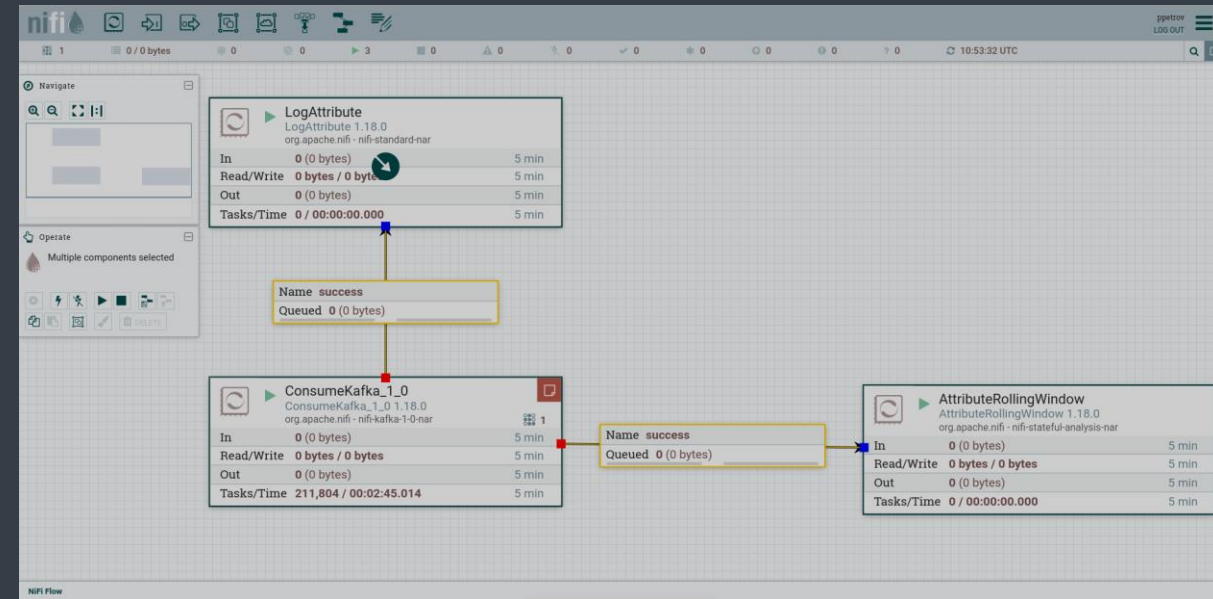 nifi
ppetrov
LOG OUT
1 0 / 0 bytes 0 0 3 0 0 0 0 0 0 0 0 10:53:32 UTC
Navigate
Operate
Multiple components selected
DELETE
LogAttribute
LogAttribute 1.18.0
org.apache.nifi - nifi-standard-nar
In 0 (0 bytes) 5 min
Read/Write 0 bytes / 0 bytes 5 min
Out 0 (0 bytes) 5 min
Tasks/Time 0 / 00:00:00.000 5 min
Name success
Queued 0 (0 bytes)
ConsumeKafka_1_0
ConsumeKafka_1_0 1.18.0
org.apache.nifi - nifi-kafka-1-0-nar
1
In 0 (0 bytes) 5 min
Read/Write 0 bytes / 0 bytes 5 min
Out 0 (0 bytes) 5 min
Tasks/Time 211,804 / 00:02:45.014 5 min
Name success
Queued 0 (0 bytes)
AttributeRollingWindow
AttributeRollingWindow 1.18.0
org.apache.nifi - nifi-stateful-analysis-nar
In 0 (0 bytes) 5 min
Read/Write 0 bytes / 0 bytes 5 min
Out 0 (0 bytes) 5 min
Tasks/Time 0 / 00:00:00.000 5 min
NiFi Flow